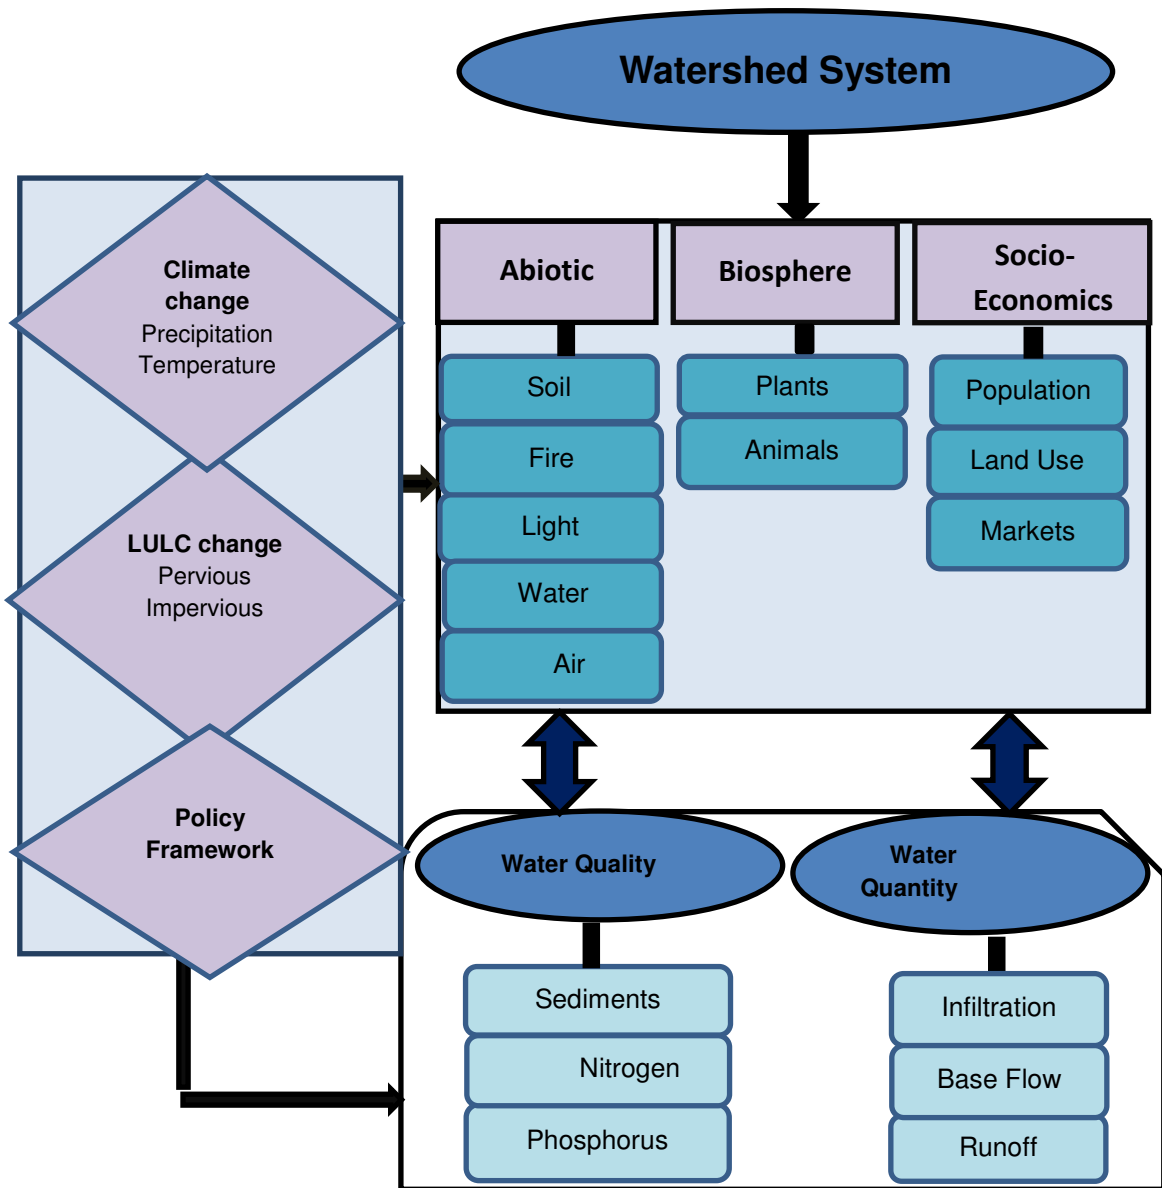 Watershed System
Climate
change
Precipitation
Temperature
LULC change
Pervious
Impervious
Policy
Framework
Abiotic
Soil
Fire
Light
Water
Air
Biosphere
Plants
Animals
Socio-
Economics
Population
Land Use
Markets
Water Quality
Sediments
Nitrogen
Phosphorus
Water
Quantity
Infiltration
Base Flow
Runoff